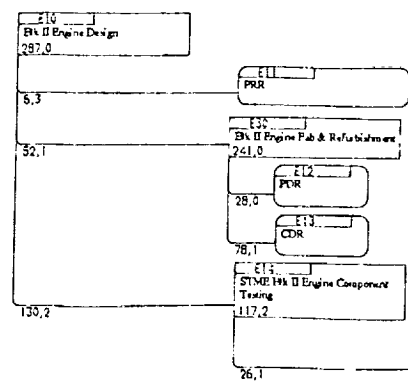 E10
Blk II Engine Design
287,0
E11
PRR
6,3
E30
Blk II Engine Fab & Refurbishment
52,1
241,0
E12
PDR
28,0
E13
CDR
78,1
E14
STME Blk II Engine Component
Testing
130,2
117,2
26,1